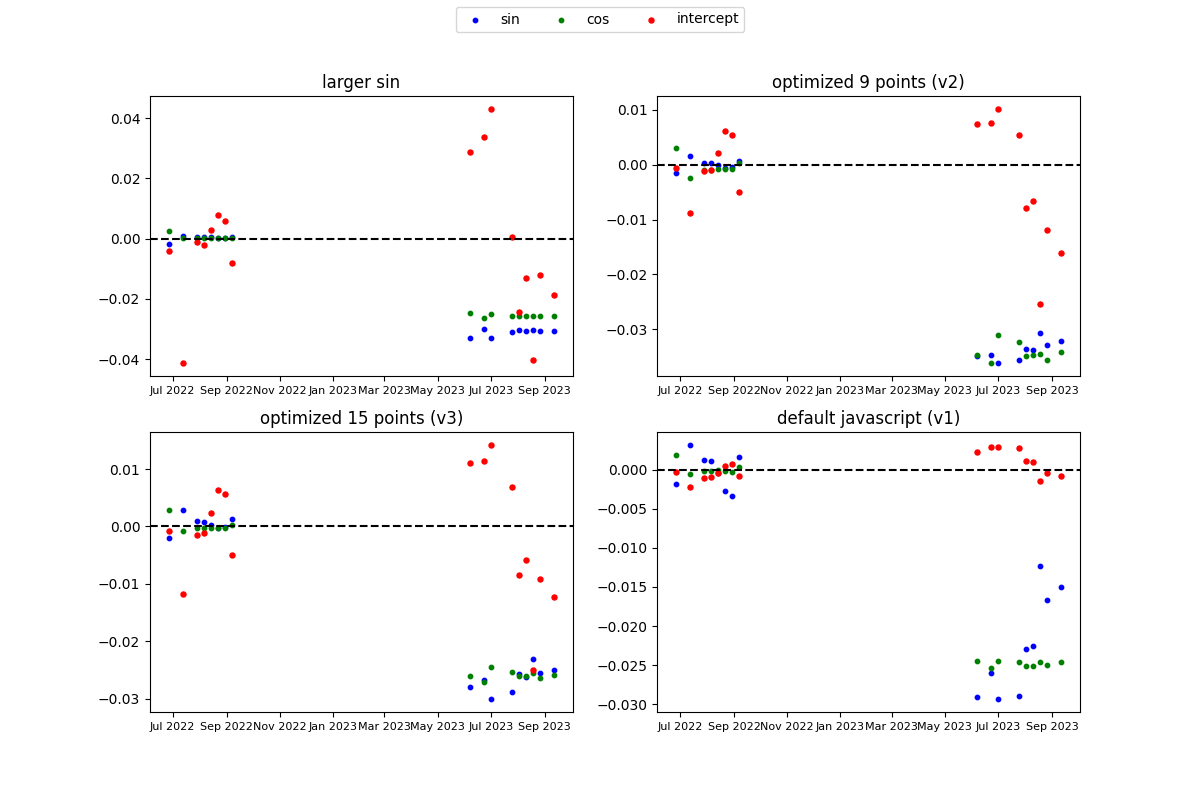 sin cos intercept
larger sin
0.04
0.02
0.00
−0.02
−0.04
Jul 2022 Sep 2022 Nov 2022 Jan 2023 Mar 2023 May 2023 Jul 2023 Sep 2023
optimized 9 points (v2)
0.01
0.00
−0.01
−0.02
−0.03
Jul 2022 Sep 2022 Nov 2022 Jan 2023 Mar 2023 May 2023 Jul 2023 Sep 2023
optimized 15 points (v3)
0.01
0.00
−0.01
−0.02
−0.03
Jul 2022 Sep 2022 Nov 2022 Jan 2023 Mar 2023 May 2023 Jul 2023 Sep 2023
default javascript (v1)
0.000
−0.005
−0.010
−0.015
−0.020
−0.025
−0.030
Jul 2022 Sep 2022 Nov 2022 Jan 2023 Mar 2023 May 2023 Jul 2023 Sep 2023